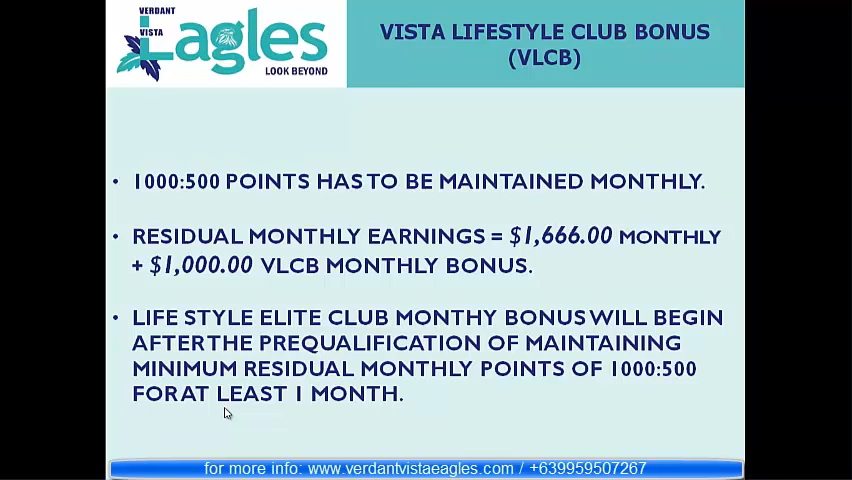 VERDANT
VISTA
Eagles
LOOK BEYOND
VISTA LIFESTYLE CLUB BONUS
(VLCB)
• 1000:500 POINTS HAS TO BE MAINTAINED MONTHLY.
• RESIDUAL MONTHLY EARNINGS = $1,666.00 MONTHLY
+ $1,000.00 VLCB MONTHLY BONUS.
• LIFE STYLE ELITE CLUB MONTHY BONUS WILL BEGIN
AFTER THE PREQUALIFICATION OF MAINTAINING
MINIMUM RESIDUAL MONTHLY POINTS OF 1000:500
FOR AT LEAST 1 MONTH.
for more info: www.verdantvistaeagles.com / +639959507267